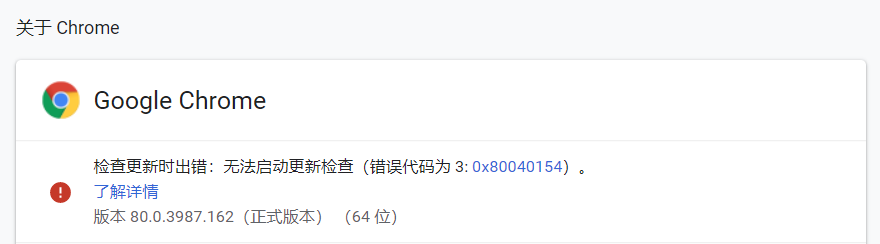 关于 Chrome
Google Chrome
检查更新时出错：无法启动更新检查（错误代码为 3: 0x80040154）。
了解详情
版本 80.0.3987.162（正式版本） （64 位）